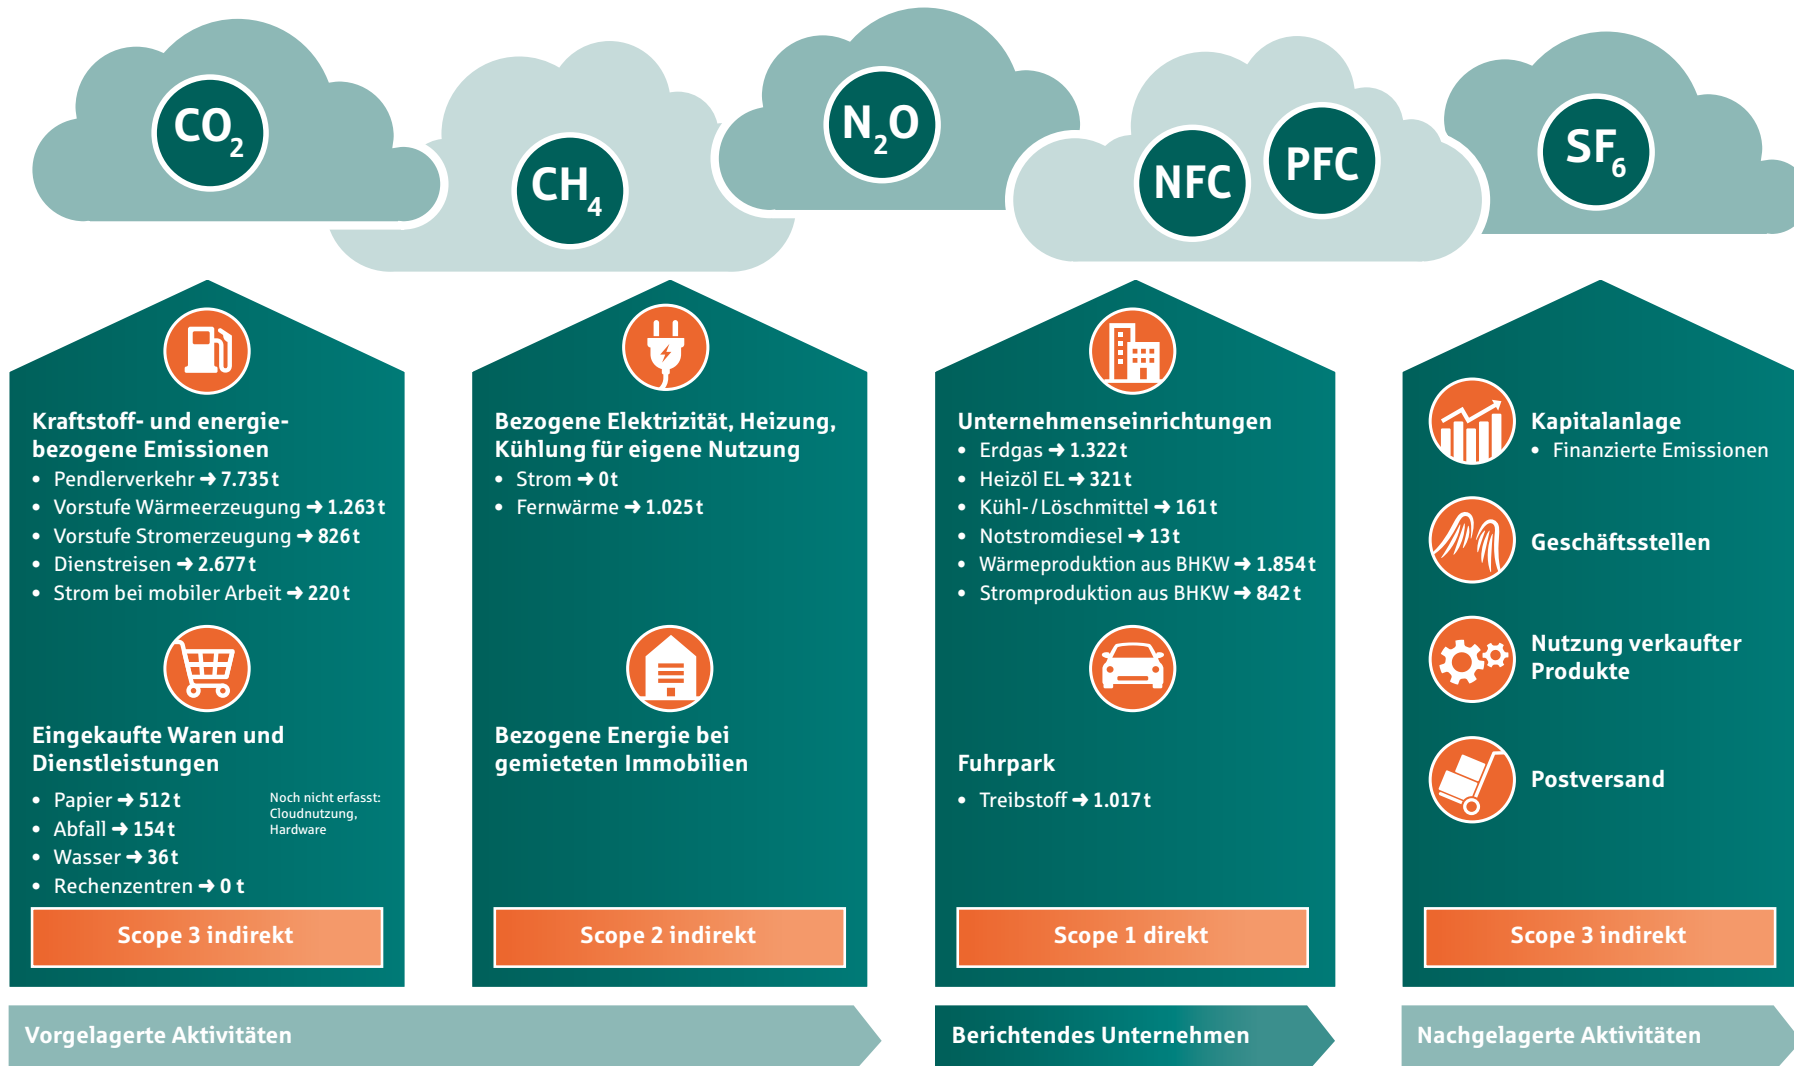 CO2
CH4
N2O
NFC
PFC
SF6
Kraftstoff- und energie-
bezogene Emissionen
• Pendlerverkehr ➜ 7.735 t
• Vorstufe Wärmeerzeugung ➜ 1.263 t
• Vorstufe Stromerzeugung ➜ 826 t
• Dienstreisen ➜ 2.677 t
• Strom bei mobiler Arbeit ➜ 220 t
Eingekaufte Waren und
Dienstleistungen
• Papier ➜ 512 t
• Abfall ➜ 154 t
• Wasser ➜ 36 t
• Rechenzentren ➜ 0 t
Noch nicht erfasst:
Cloudnutzung,
Hardware
Scope 3 indirekt
Bezogene Elektrizität, Heizung,
Kühlung für eigene Nutzung
• Strom ➜ 0 t
• Fernwärme ➜ 1.025 t
Bezogene Energie bei
gemieteten Immobilien
Scope 2 indirekt
Unternehmenseinrichtungen
• Erdgas ➜ 1.322 t
• Heizöl EL ➜ 321 t
• Kühl- / Löschmittel ➜ 161 t
• Notstromdiesel ➜ 13 t
• Wärmeproduktion aus BHKW ➜ 1.854 t
• Stromproduktion aus BHKW ➜ 842 t
Fuhrpark
• Treibstoff ➜ 1.017 t
Scope 1 direkt
Kapitalanlage
• Finanzierte Emissionen
Geschäftsstellen
Nutzung verkaufter
Produkte
Postversand
Scope 3 indirekt
Vorgelagerte Aktivitäten
Berichtendes Unternehmen
Nachgelagerte Aktivitäten